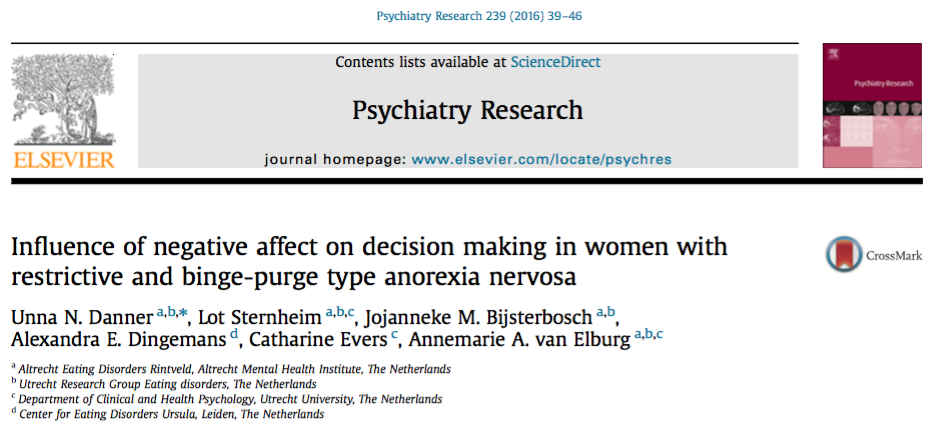 Psychiatry Research 239 (2016) 39–46
Contents lists available at ScienceDirect
Psychiatry Research
journal homepage: www.elsevier.com/locate/psychres
ELSEVIER
Psychiatry Research
Influence of negative affect on decision making in women with
restrictive and binge-purge type anorexia nervosa
CrossMark
Unna N. Danner a,b,*, Lot Sternheim a,b,c, Jojanneke M. Bijsterbosch a,b,
Alexandra E. Dingemans d, Catharine Evers c, Annemarie A. van Elburg a,b,c
a Altrecht Eating Disorders Rintveld, Altrecht Mental Health Institute, The Netherlands
b Utrecht Research Group Eating disorders, The Netherlands
c Department of Clinical and Health Psychology, Utrecht University, The Netherlands
d Center for Eating Disorders Ursula, Leiden, The Netherlands